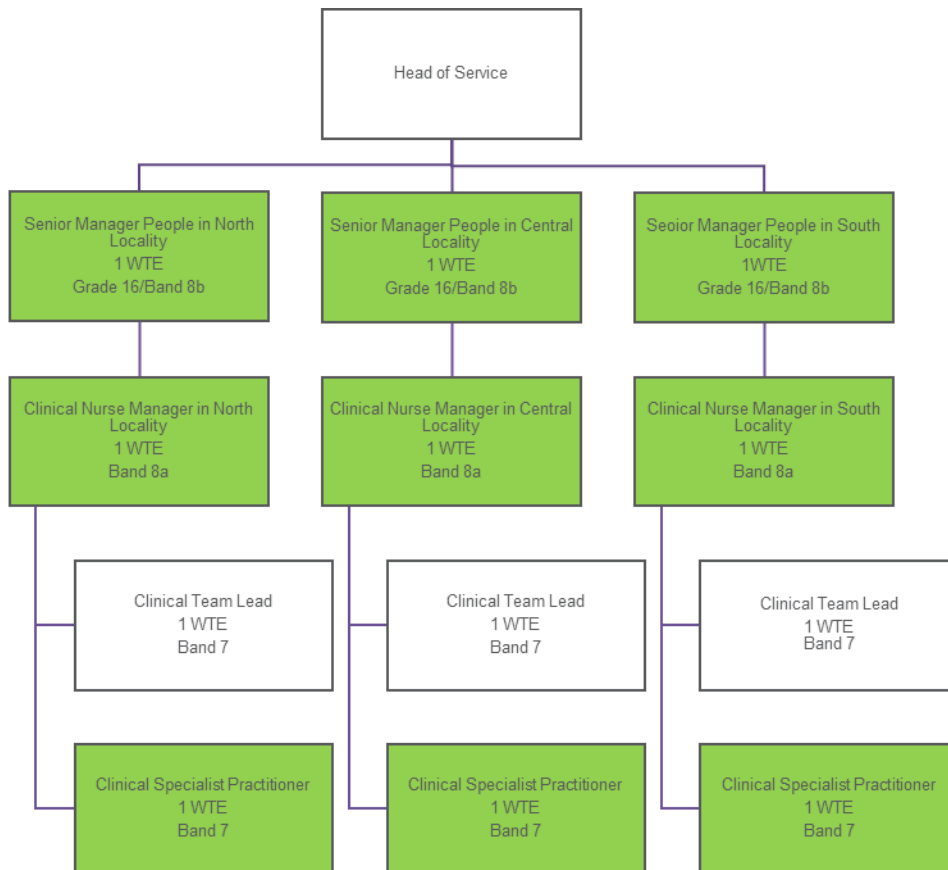 Head of Service
Senior Manager People in North
Locality
1 WTE
Grade 16/Band 8b
Senior Manager People in Central
Locality
1 WTE
Grade 16/Band 8b
Seoior Manager People in South
Locality
1WTE
Grade 16/Band 8b
Clinical Nurse Manager in North
Locality
1 WTE
Band 8a
Clinical Nurse Manager in Central
Locality
1 WTE
Band 8a
Clinical Nurse Manager in South
Locality
1 WTE
Band 8a
Clinical Team Lead
1 WTE
Band 7
Clinical Team Lead
1 WTE
Band 7
Clinical Team Lead
1 WTE
Band 7
Clinical Specialist Practitioner
1 WTE
Band 7
Clinical Specialist Practitioner
1 WTE
Band 7
Clinical Specialist Practitioner
1 WTE
Band 7